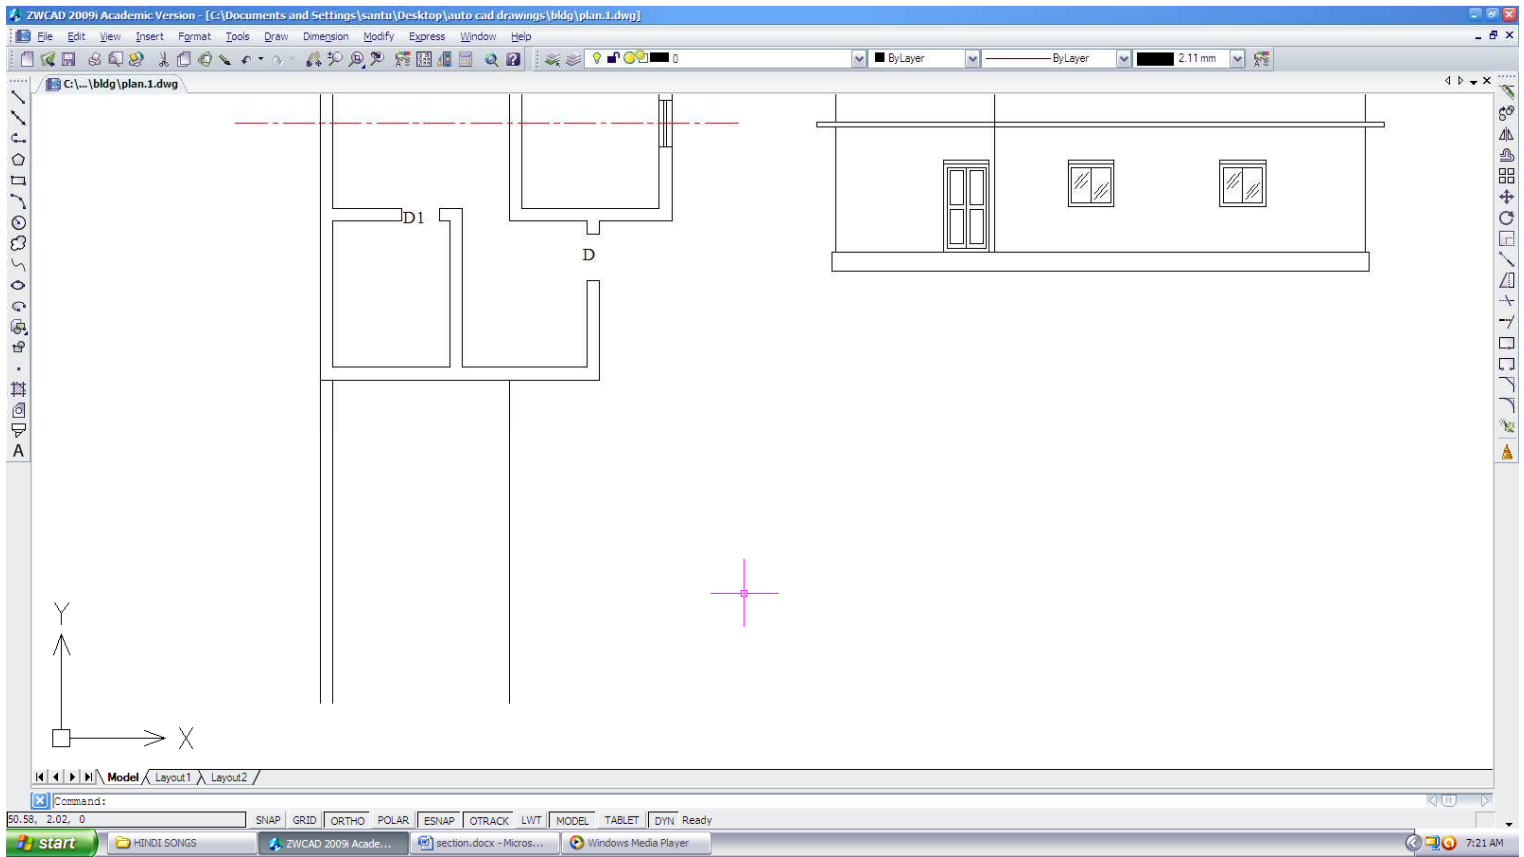 ZWCAD 2009i Academic Version - [C:\Documents and Settings\santu\Desktop\auto cad drawings\bldg\plan.1.dwg]
File Edit View Insert Format Tools Draw Dimension Modify Express Window Help
0 ByLayer ByLayer 2.11 mm
C:\...\bldg\plan.1.dwg
D1
D
A
Y
X
Model Layout1 Layout2
Command:
50.58, 2.02, 0 SNAP GRID ORTHO POLAR ESNAP OTRACK LWT MODEL TABLET DYN Ready
start HINDI SONGS ZWCAD 2009i Acade... section.docx - Micros... Windows Media Player 7:21 AM